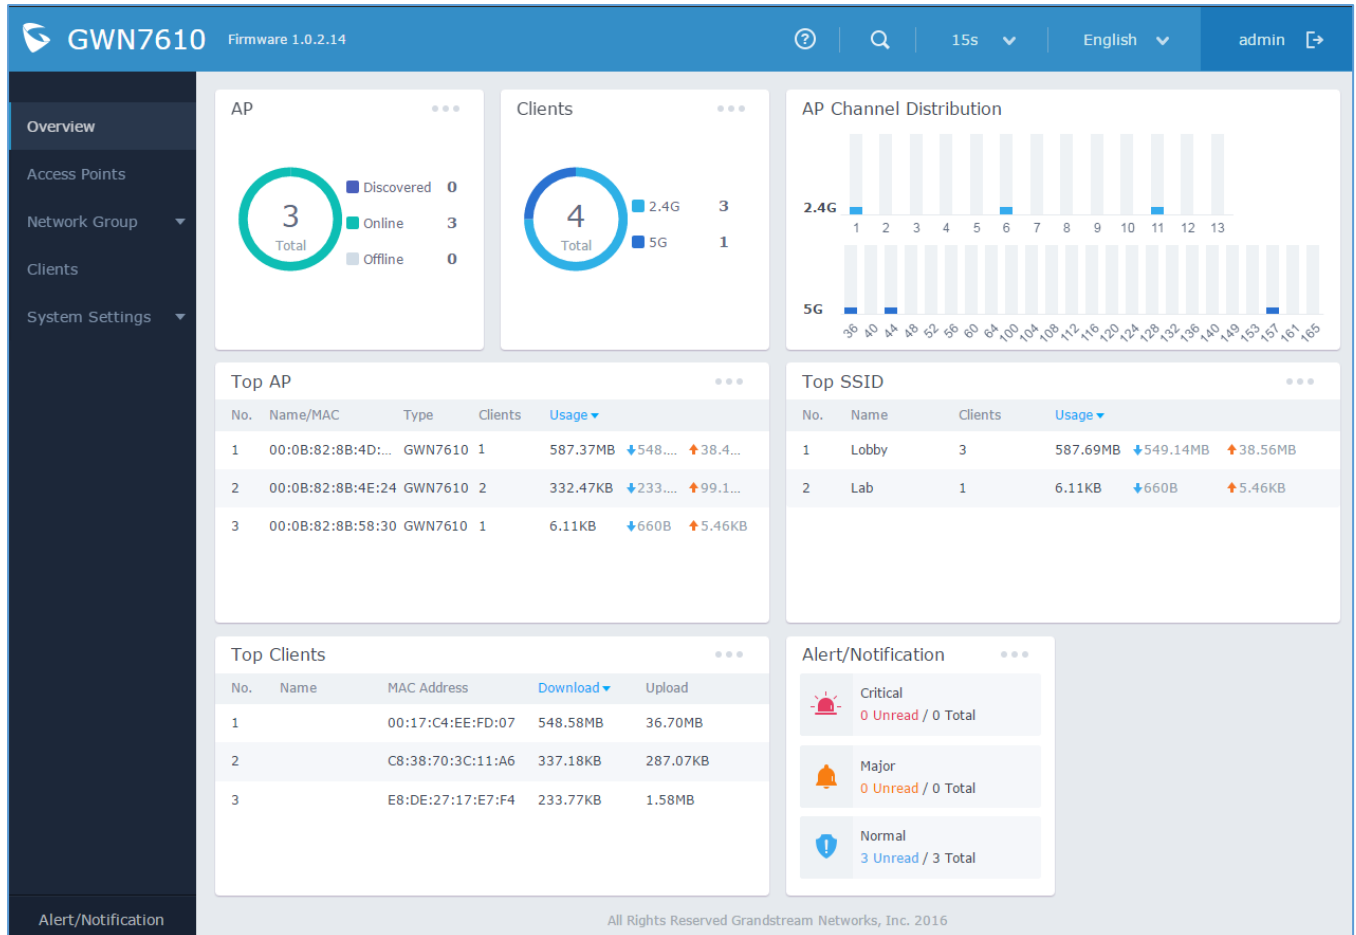 GWN7610 Firmware 1.0.2.14 15s English admin
Overview
Access Points
Network Group
Clients
System Settings
Alert/Notification
AP
3
Total
Discovered 0
Online 3
Offline 0
Clients
4
Total
2.4G 3
5G 1
AP Channel Distribution
2.4G
1 2 3 4 5 6 7 8 9 10 11 12 13
5G
36 40 44 48 52 56 60 64 100 104 108 112 116 120 124 128 132 136 140 149 153 157 161 165
Top AP
No. Name/MAC Type Clients Usage
1 00:0B:82:8B:4D:... GWN7610 1 587.37MB 548.... 38.4...
2 00:0B:82:8B:4E:24 GWN7610 2 332.47KB 233.... 99.1...
3 00:0B:82:8B:58:30 GWN7610 1 6.11KB 660B 5.46KB
Top SSID
No. Name Clients Usage
1 Lobby 3 587.69MB 549.14MB 38.56MB
2 Lab 1 6.11KB 660B 5.46KB
Top Clients
No. Name MAC Address Download Upload
1 00:17:C4:EE:FD:07 548.58MB 36.70MB
2 C8:38:70:3C:11:A6 337.18KB 287.07KB
3 E8:DE:27:17:E7:F4 233.77KB 1.58MB
Alert/Notification
Critical
0 Unread / 0 Total
Major
0 Unread / 0 Total
Normal
3 Unread / 3 Total
All Rights Reserved Grandstream Networks, Inc. 2016